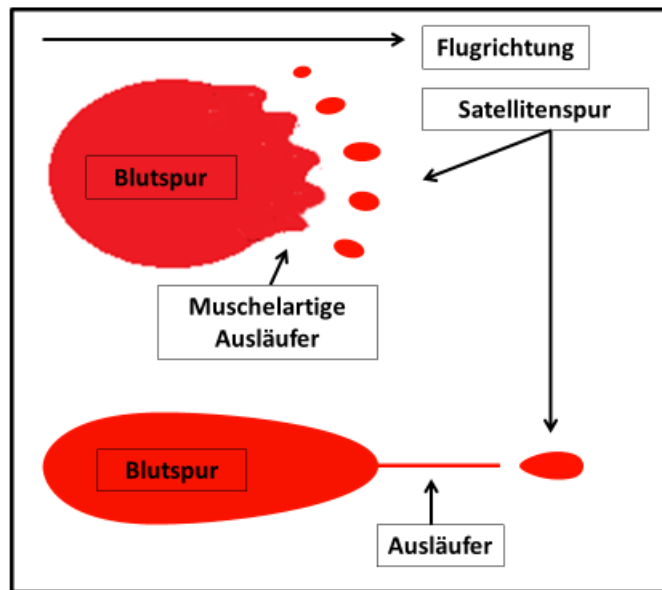 Flugrichtung
Satellitenspur
Blutspur
Muschelartige
Ausläufer
Blutspur
Ausläufer